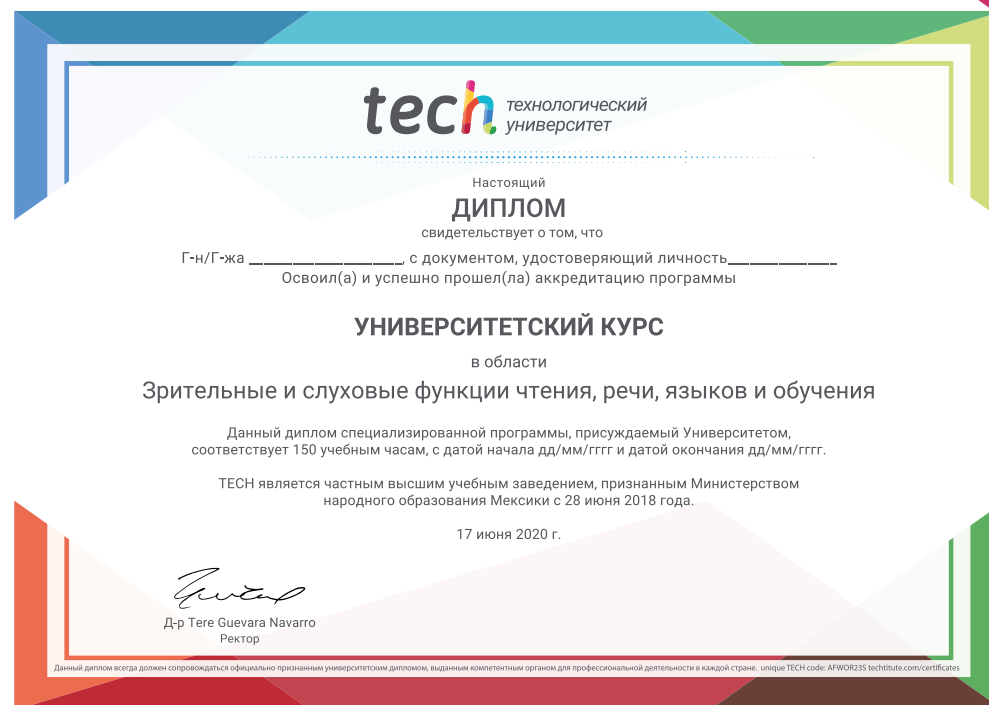 tech технологический
университет
Настоящий
ДИПЛОМ
свидетельствует о том, что
Г-н/Г-жа ________________, с документом, удостоверяющий личность____________
Освоил(а) и успешно прошел(ла) аккредитацию программы
УНИВЕРСИТЕТСКИЙ КУРС
в области
Зрительные и слуховые функции чтения, речи, языков и обучения
Данный диплом специализированной программы, присуждаемый Университетом,
соответствует 150 учебным часам, с датой начала дд/мм/гггг и датой окончания дд/мм/гггг.
TECH является частным высшим учебным заведением, признанным Министерством
народного образования Мексики с 28 июня 2018 года.
17 июня 2020 г.
Д-р Tere Guevara Navarro
Ректор
Данный диплом всегда должен сопровождаться официально признанным университетским дипломом, выданным компетентным органом для профессиональной деятельности в каждой стране. unique TECH code: AFWOR23S techtitute.com/certificates